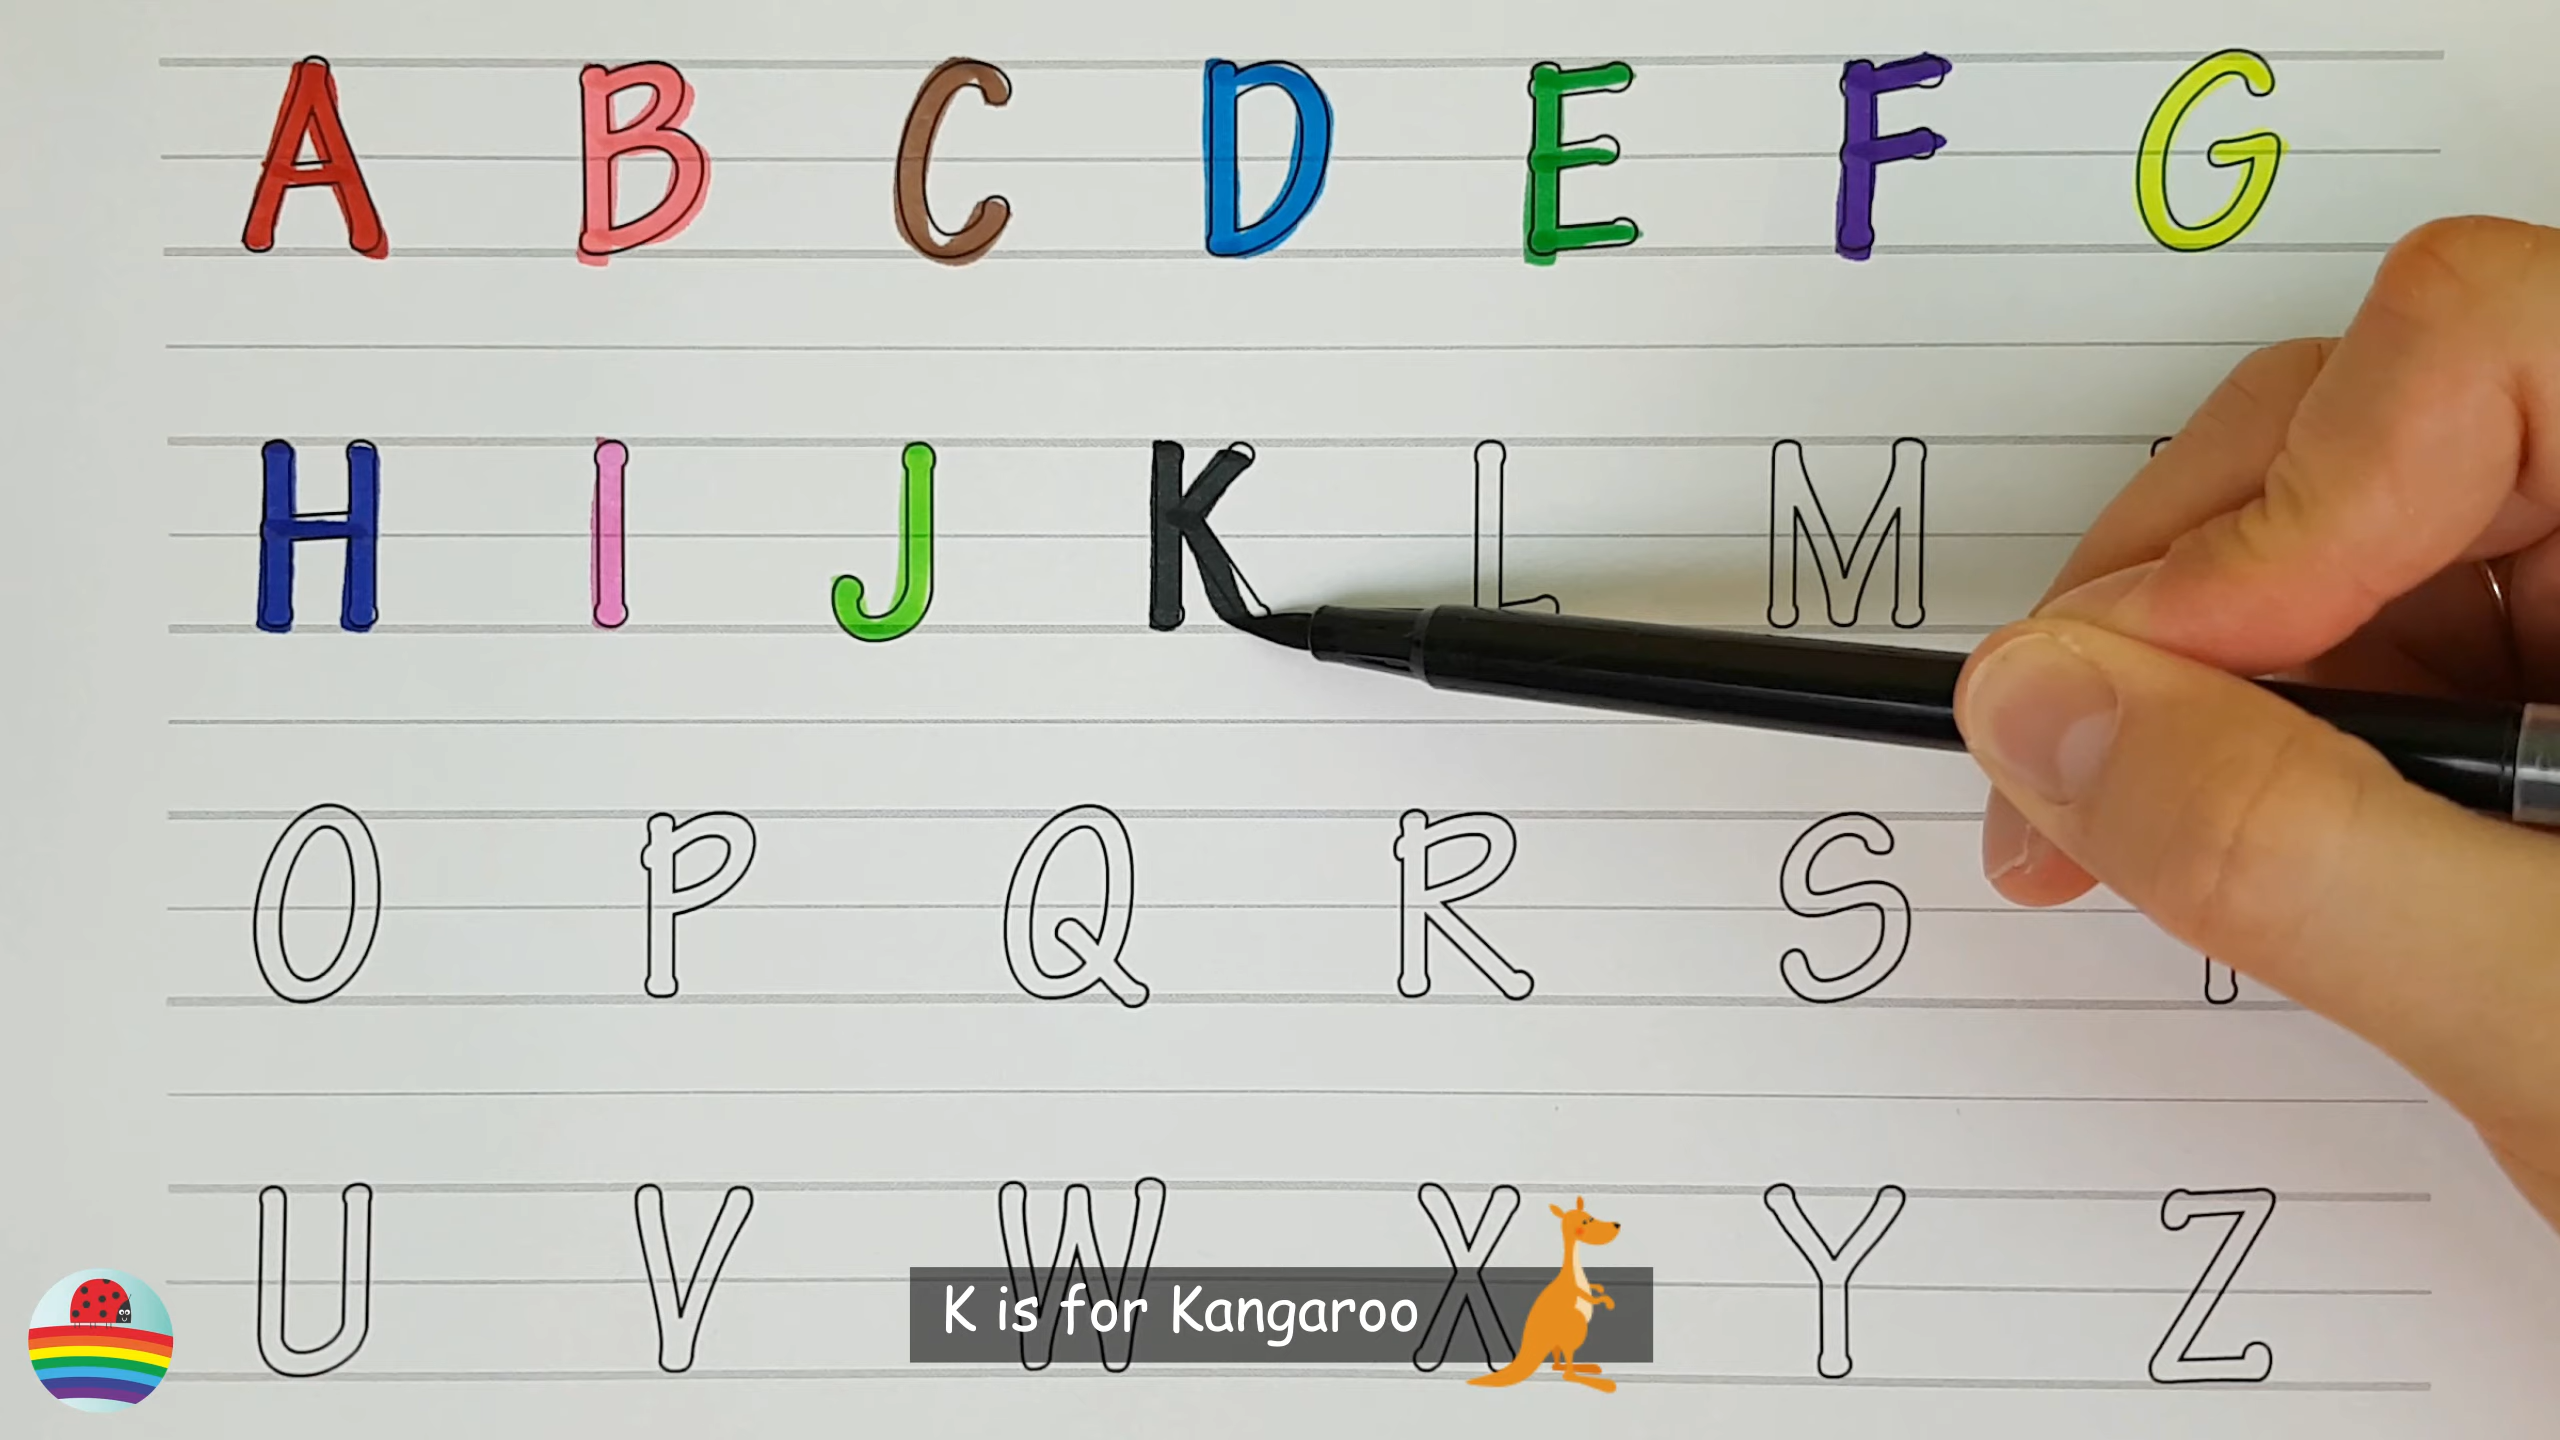 A B C D E F G
H I J K L M
O P Q R S
U V W X Y Z
K is for Kangaroo